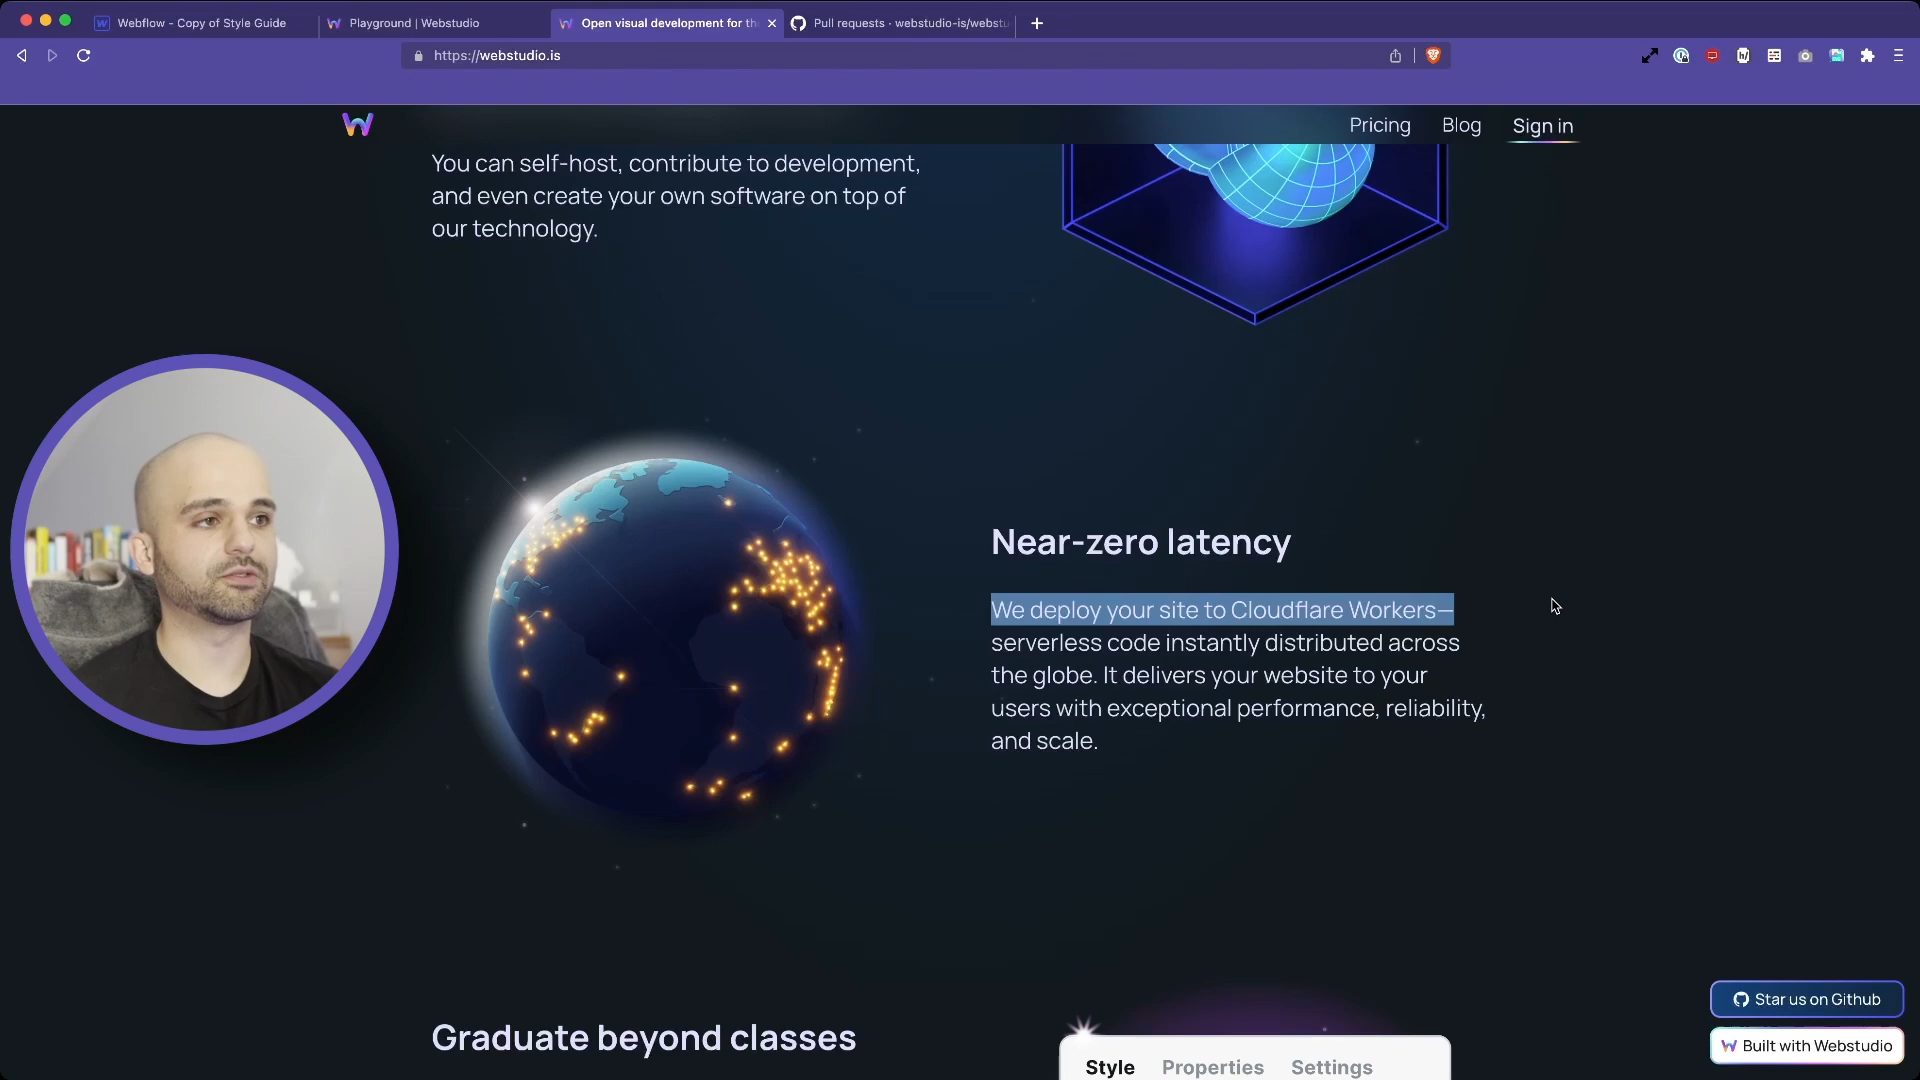 Webflow - Copy of Style Guide
Playground | Webstudio
Open visual development for th
Pull requests · webstudio-is/webstu
https://webstudio.is
Pricing
Blog
Sign in
You can self-host, contribute to development,
and even create your own software on top of
our technology.
Near-zero latency
We deploy your site to Cloudflare Workers—
serverless code instantly distributed across
the globe. It delivers your website to your
users with exceptional performance, reliability,
and scale.
Graduate beyond classes
Style
Properties
Settings
Star us on Github
Built with Webstudio